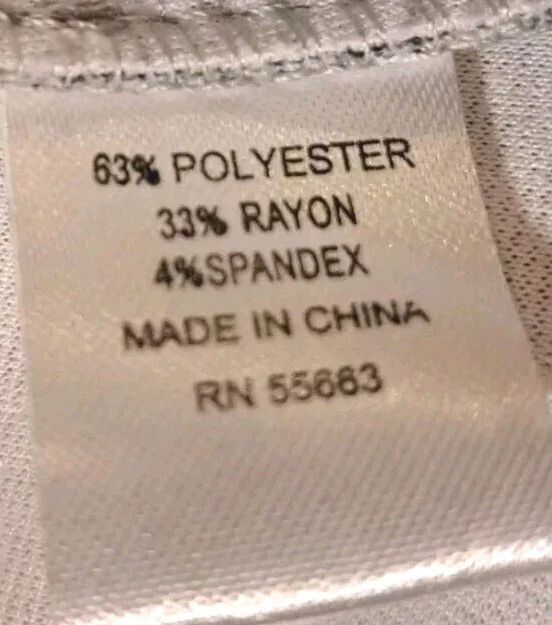 63% POLYESTER
33% RAYON
4%SPANDEX
MADE IN CHINA
RN 55663